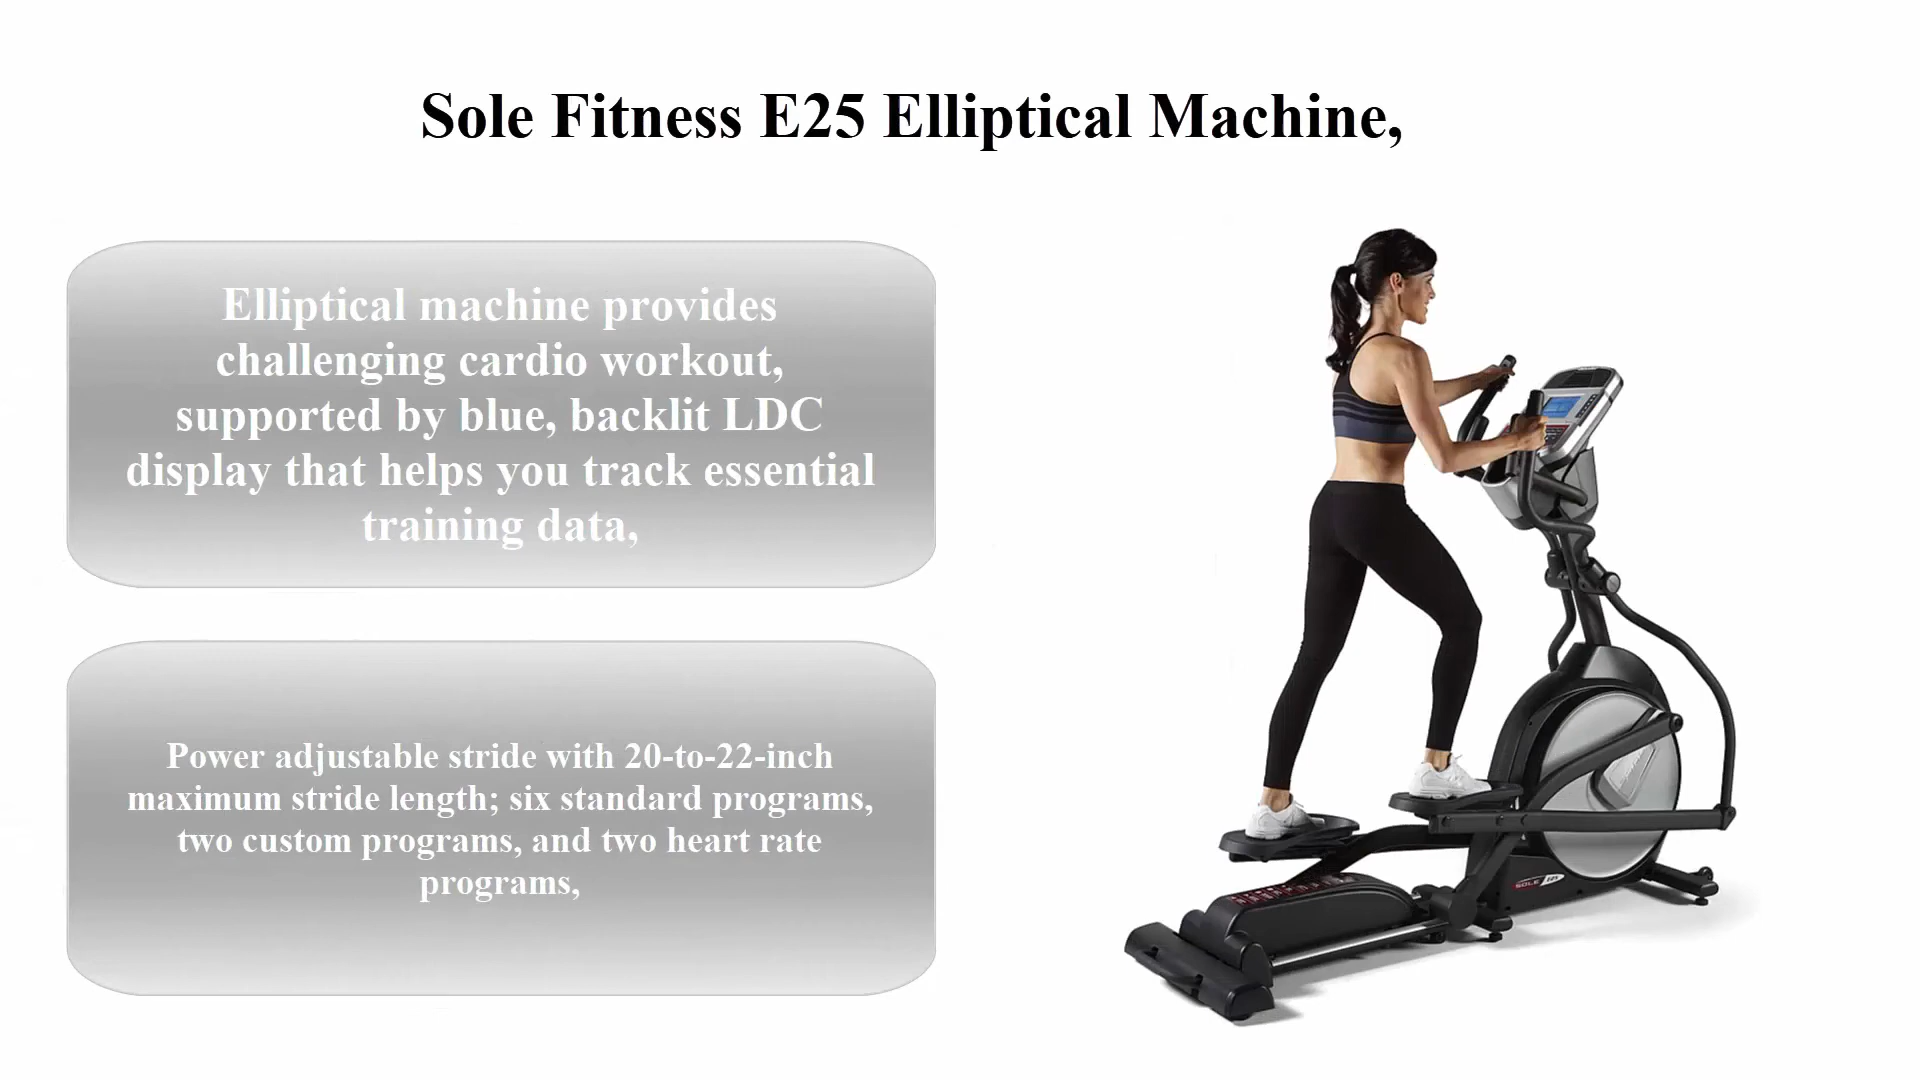 Sole Fitness E25 Elliptical Machine,
Elliptical machine provides
challenging cardio workout,
supported by blue, backlit LDC
display that helps you track essential
training data,
Power adjustable stride with 20-to-22-inch
maximum stride length; six standard programs,
two custom programs, and two heart rate
programs,
SOLE E25